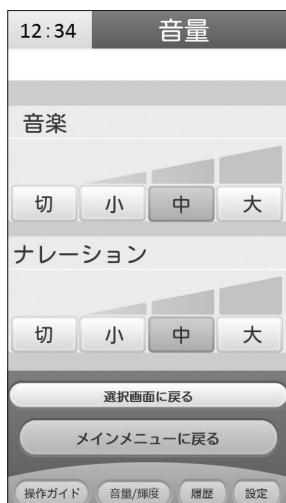 12:34 音量
音楽
切 小 中 大
ナレーション
切 小 中 大
選択画面に戻る
メインメニューに戻る
操作ガイド 音量/輝度 履歴 設定